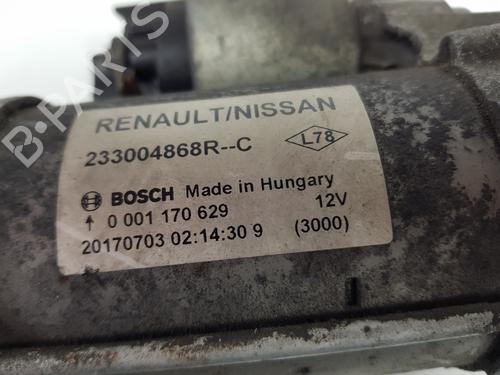 RENAULT/NISSAN
233004868R--C
L78
BOSCH Made in Hungary
0 001 170 629 12V
20170703 02:14:30 9 (3000)
B-PARTS